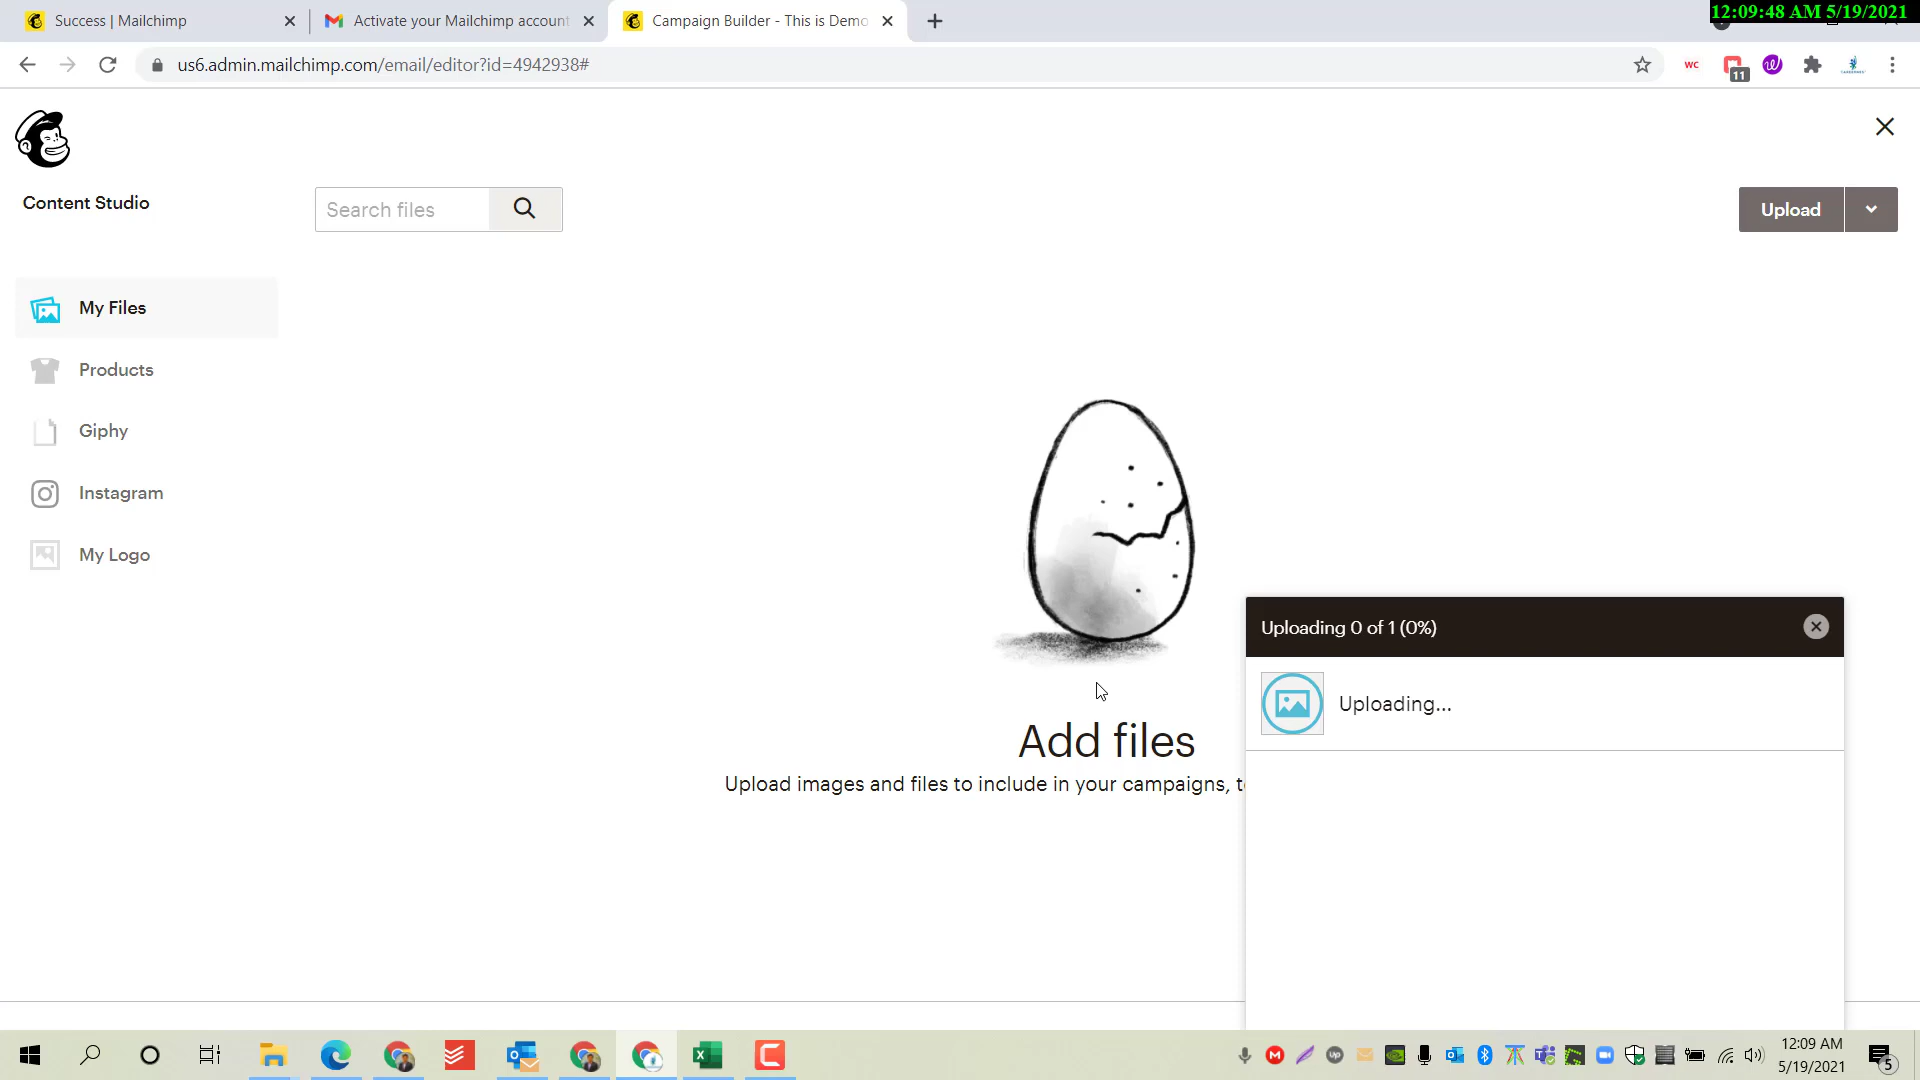 Success | Mailchimp
Activate your Mailchimp account
Campaign Builder - This is Demo
12:09:48 AM 5/19/2021
us6.admin.mailchimp.com/email/editor?id=4942938#
wc
11
Content Studio
Search files
Upload
My Files
Products
Giphy
Instagram
My Logo
Uploading 0 of 1 (0%)
Uploading...
Add files
Upload images and files to include in your campaigns, t
12:09 AM
5/19/2021
5